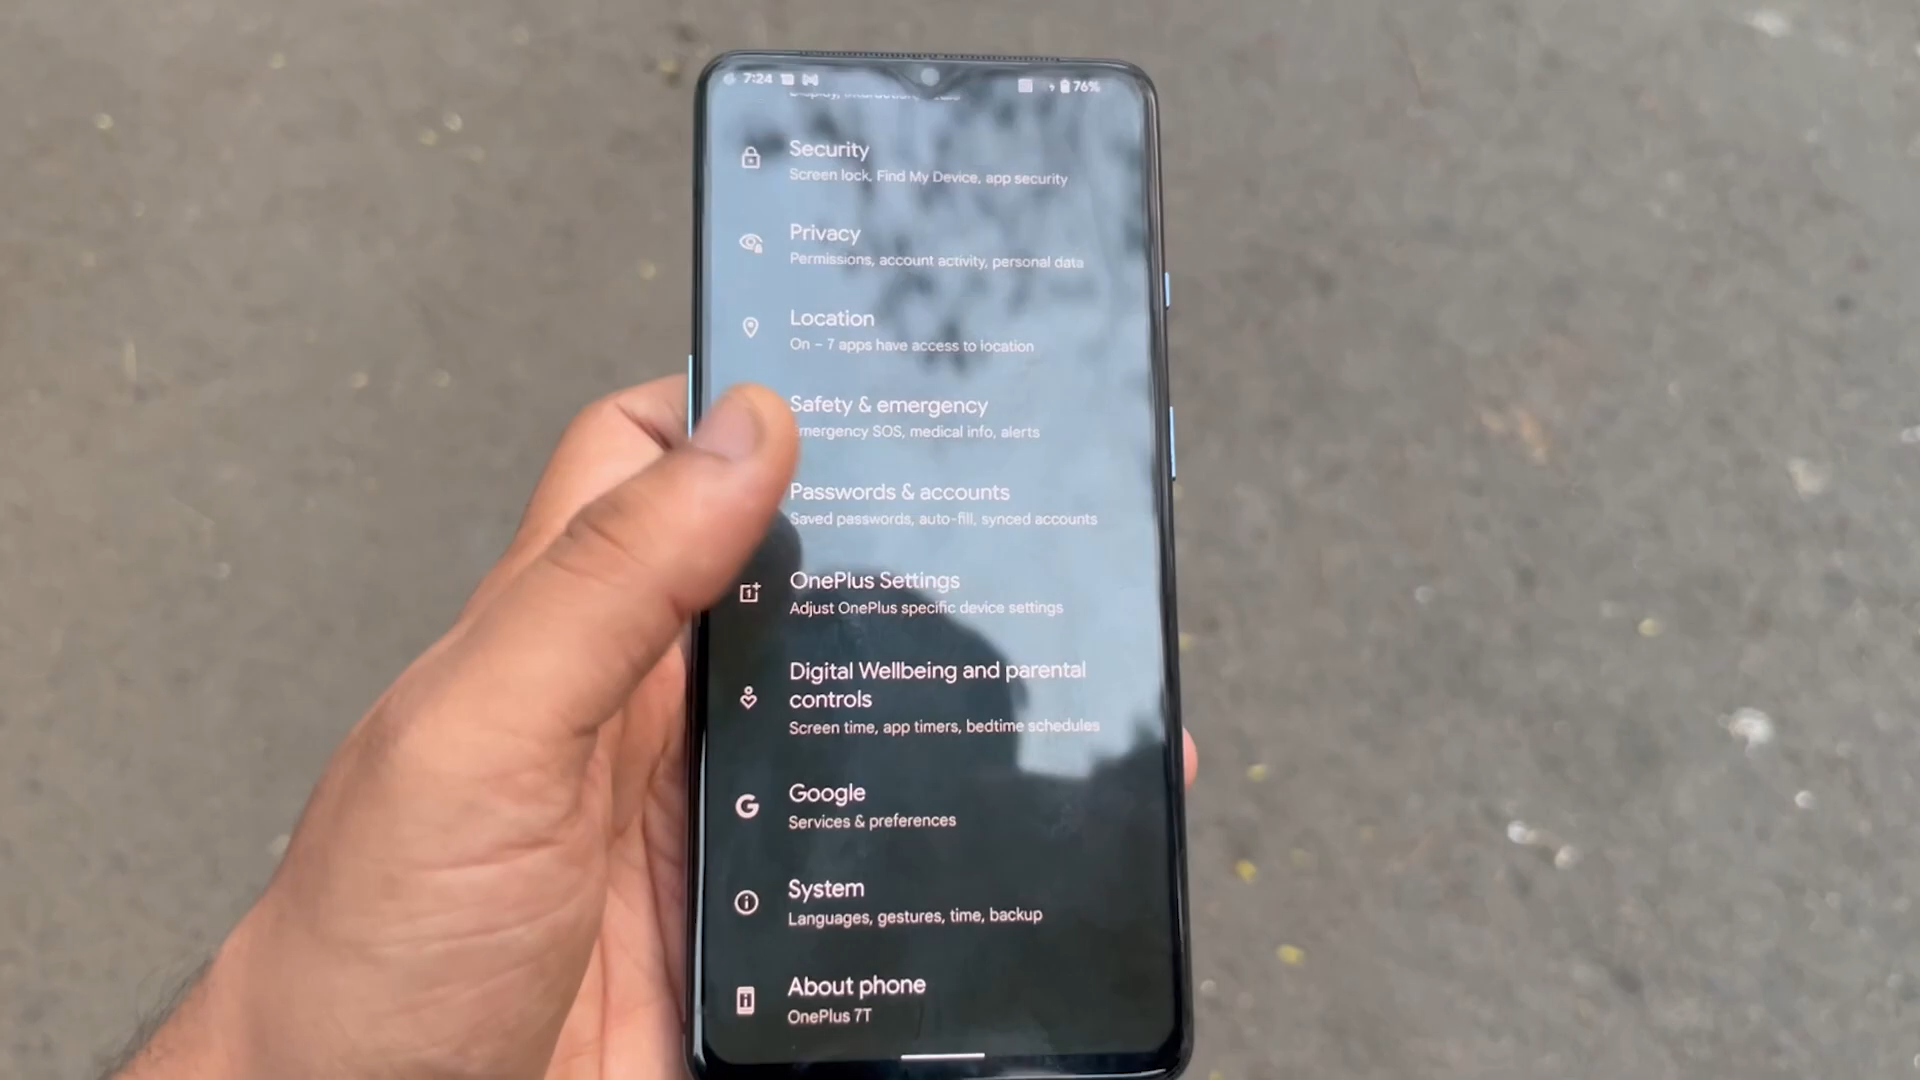 7:24
76%
Security
Screen lock, Find My Device, app security
Privacy
Permissions, account activity, personal data
Location
On – 7 apps have access to location
Safety & emergency
mergency SOS, medical info, alerts
Passwords & accounts
Saved passwords, auto-fill, synced accounts
OnePlus Settings
Adjust OnePlus specific device settings
Digital Wellbeing and parental
controls
Screen time, app timers, bedtime schedules
Google
Services & preferences
System
Languages, gestures, time, backup
About phone
OnePlus 7T